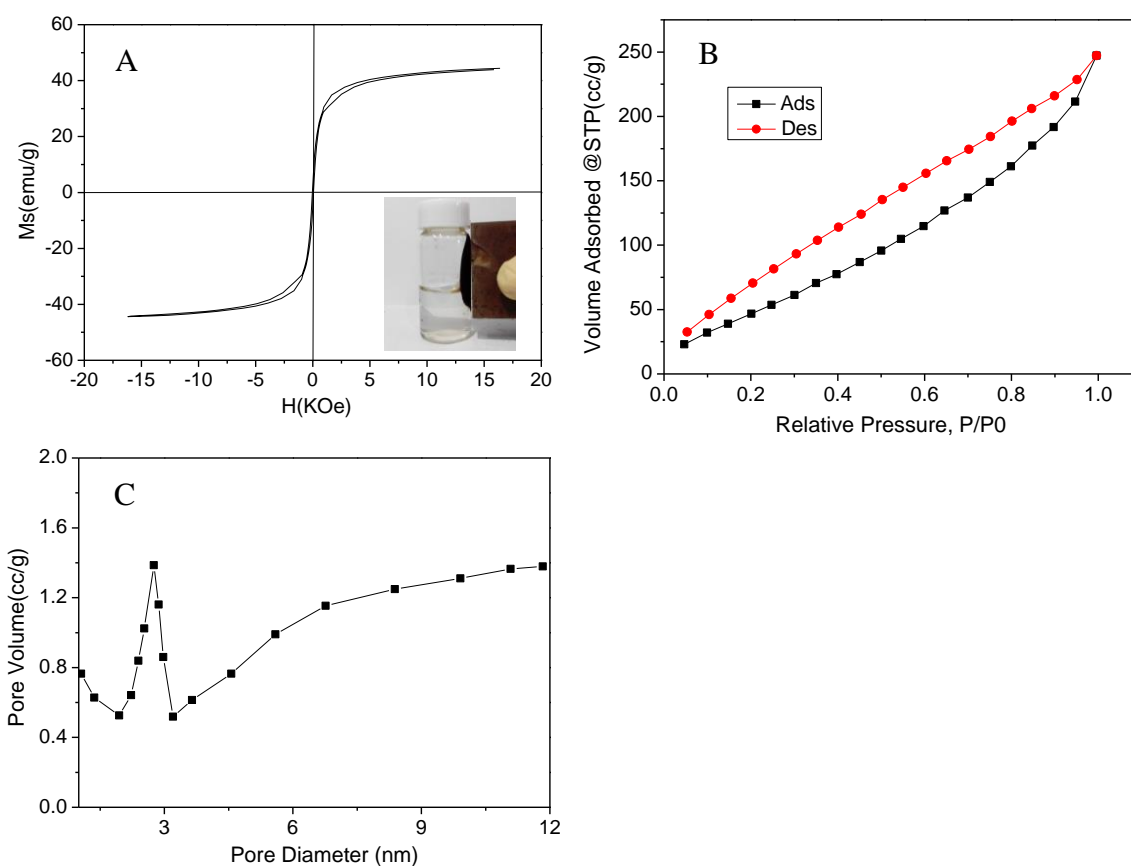 A
Ms(emu/g)
60
40
20
0
-20
-40
-60
-20 -15 -10 -5 0 5 10 15 20
H(KOe)
B
Volume Adsorbed @STP(cc/g)
250
200
150
100
50
0
Ads
Des
0.0 0.2 0.4 0.6 0.8 1.0
Relative Pressure, P/P0
C
Pore Volume(cc/g)
2.0
1.6
1.2
0.8
0.4
0.0
3 6 9 12
Pore Diameter (nm)